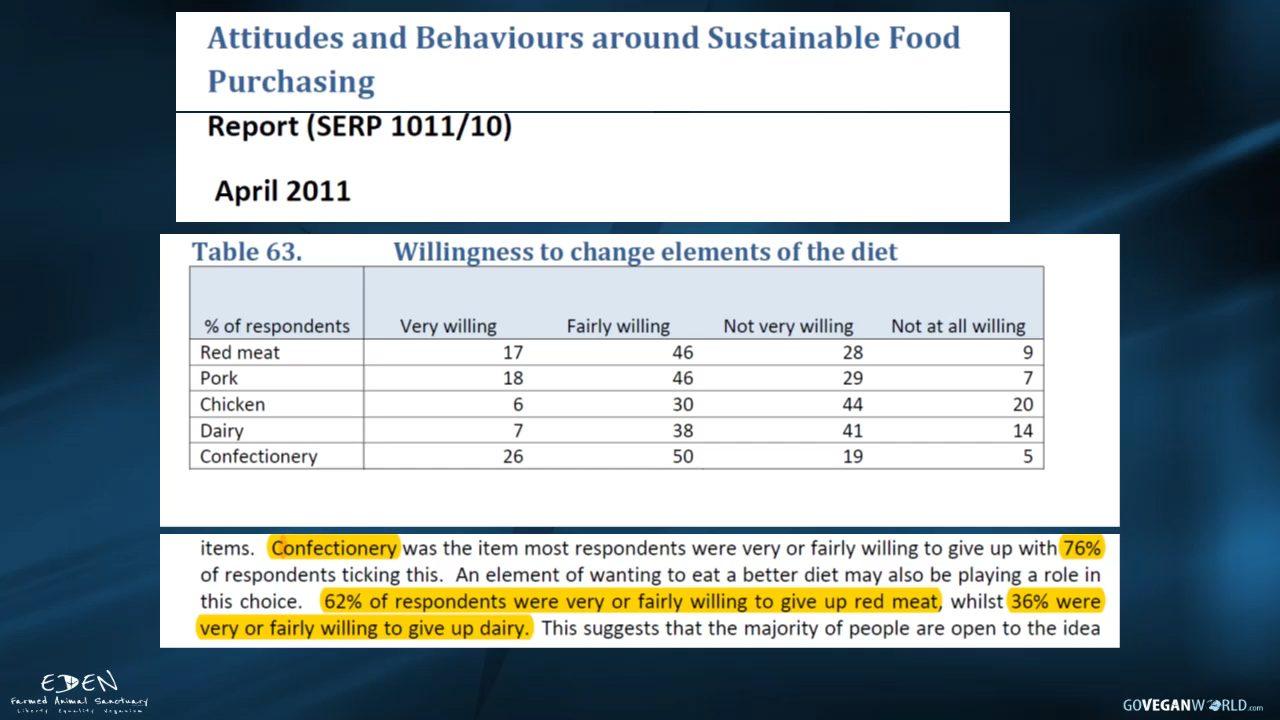 Attitudes and Behaviours around Sustainable Food
Purchasing
Report (SERP 1011/10)
April 2011
Table 63. Willingness to change elements of the diet
% of respondents Very willing Fairly willing Not very willing Not at all willing
Red meat 17 46 28 9
Pork 18 46 29 7
Chicken 6 30 44 20
Dairy 7 38 41 14
Confectionery 26 50 19 5
items. Confectionery was the item most respondents were very or fairly willing to give up with 76%
of respondents ticking this. An element of wanting to eat a better diet may also be playing a role in
this choice. 62% of respondents were very or fairly willing to give up red meat, whilst 36% were
very or fairly willing to give up dairy. This suggests that the majority of people are open to the idea
EDEN
Farmed Animal Sanctuary
Liberty Equality Veganism
GOVEGANWORLD.com